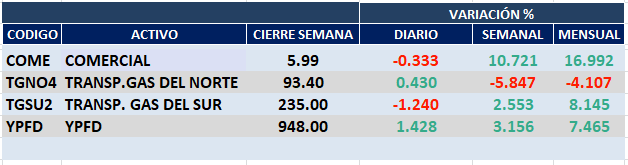 VARIACIÓN %
CODIGO ACTIVO CIERRE SEMANA DIARIO SEMANAL MENSUAL
COME COMERCIAL 5.99 -0.333 10.721 16.992
TGNO4 TRANSP.GAS DEL NORTE 93.40 0.430 -5.847 -4.107
TGSU2 TRANSP. GAS DEL SUR 235.00 -1.240 2.553 8.145
YPFD YPFD 948.00 1.428 3.156 7.465